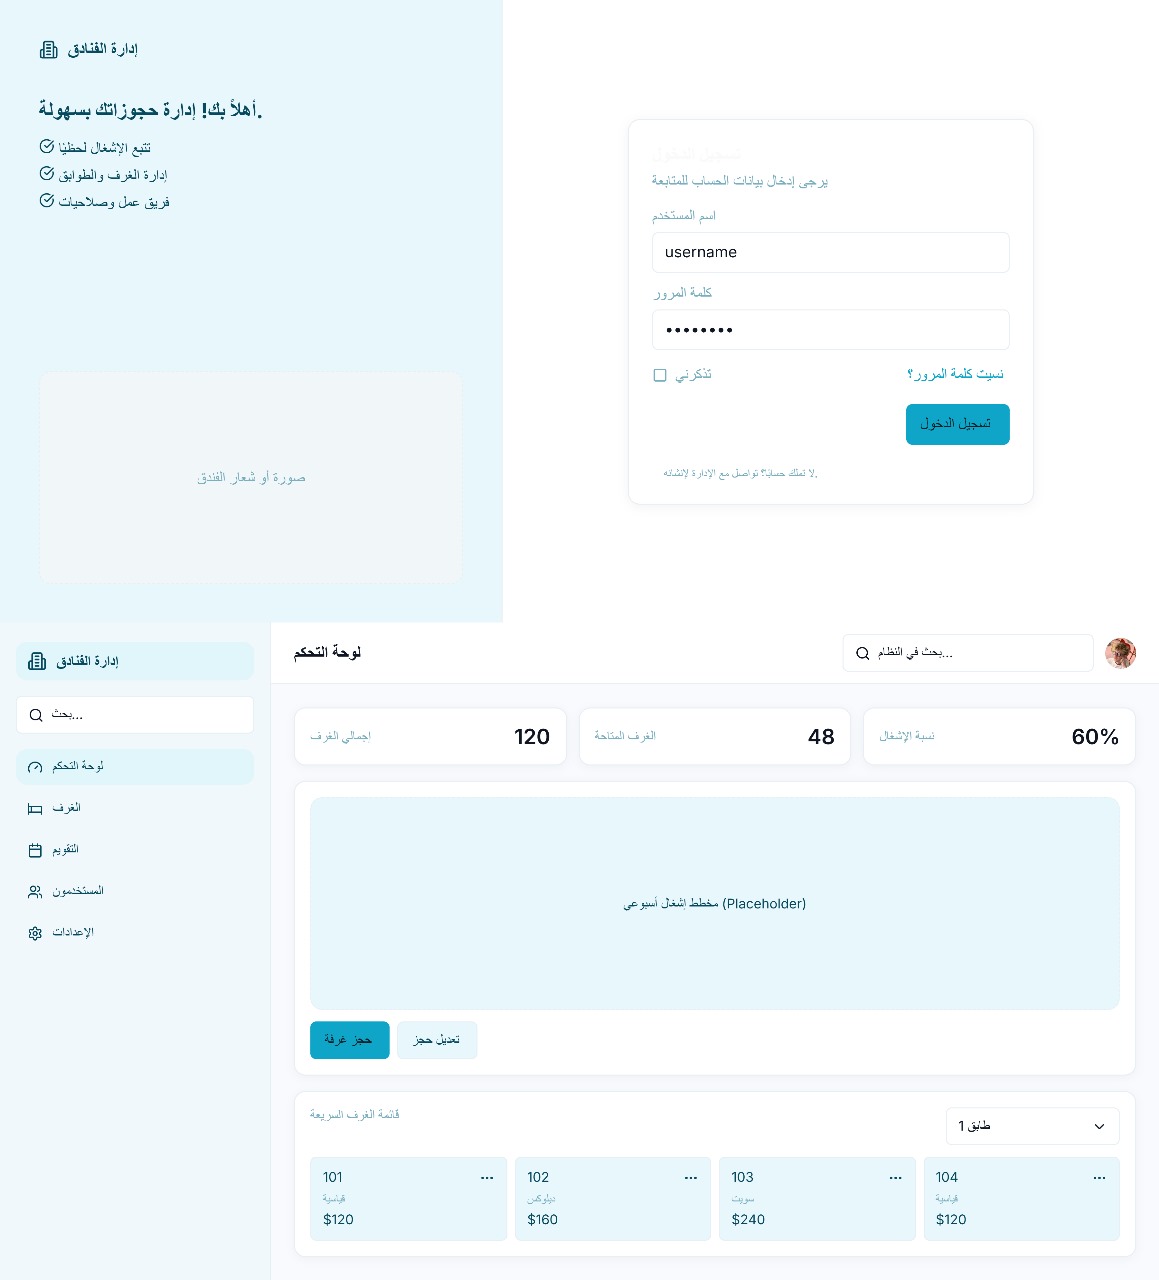 إدارة الفنادق
أهلاً بك! إدارة حجوزاتك بسهولة.
تتبع الإشغال لحظيًا
إدارة الغرف والطوابق
فريق عمل وصلاحيات
صورة أو شعار الفندق
تسجيل الدخول
يرجى إدخال بيانات الحساب للمتابعة
اسم المستخدم
username
كلمة المرور
••••••••
تذكرني
نسيت كلمة المرور؟
تسجيل الدخول
لا تملك حسابًا؟ تواصل مع الإدارة لإنشائه.
إدارة الفنادق
بحث...
لوحة التحكم
الغرف
التقويم
المستخدمون
الإعدادات
لوحة التحكم
بحث في النظام...
إجمالي الغرف
120
الغرف المتاحة
48
نسبة الإشغال
60%
مخطط إشغال أسبوعي (Placeholder)
حجز غرفة
تعديل حجز
قائمة الغرف السريعة
طابق 1
101
قياسية
$120
102
ديلوكس
$160
103
سويت
$240
104
قياسية
$120